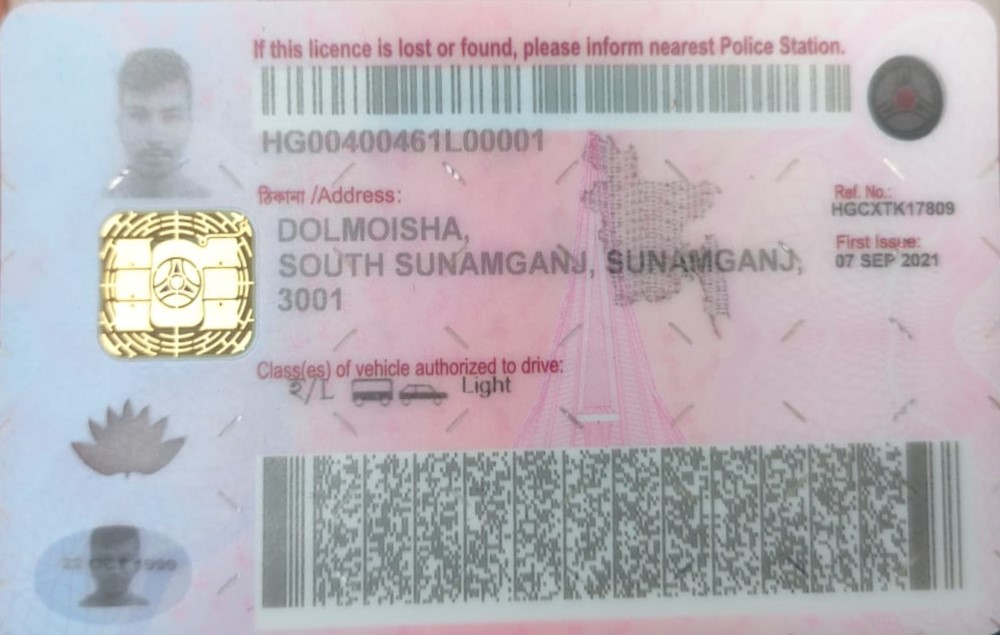 If this licence is lost or found, please inform nearest Police Station.
HG00400461L00001
ঠিকানা /Address:
DOLMOISHA,
SOUTH SUNAMGANJ, SUNAMGANJ,
3001
Ref. No.:
HGCXTK17809
First Issue:
07 SEP 2021
Class(es) of vehicle authorized to drive:
হ/L Light
22 OCT 1999